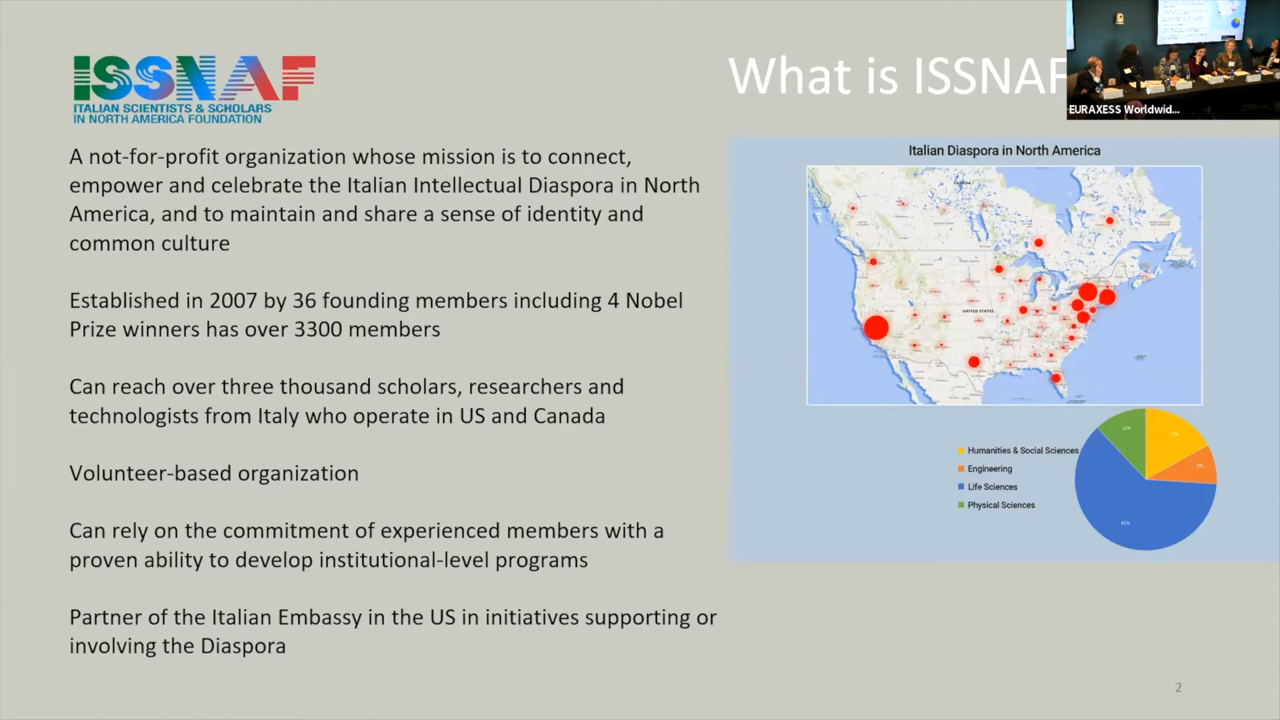 ISSNAF
ITALIAN SCIENTISTS & SCHOLARS
IN NORTH AMERICA FOUNDATION
What is ISSNAF
EURAXESS Worldwid...
A not-for-profit organization whose mission is to connect,
empower and celebrate the Italian Intellectual Diaspora in North
America, and to maintain and share a sense of identity and
common culture
Established in 2007 by 36 founding members including 4 Nobel
Prize winners has over 3300 members
Can reach over three thousand scholars, researchers and
technologists from Italy who operate in US and Canada
Volunteer-based organization
Can rely on the commitment of experienced members with a
proven ability to develop institutional-level programs
Partner of the Italian Embassy in the US in initiatives supporting or
involving the Diaspora
Italian Diaspora in North America
CANADA
UNITED STATES
Humanities & Social Sciences
Engineering
Life Sciences
Physical Sciences
12%
2